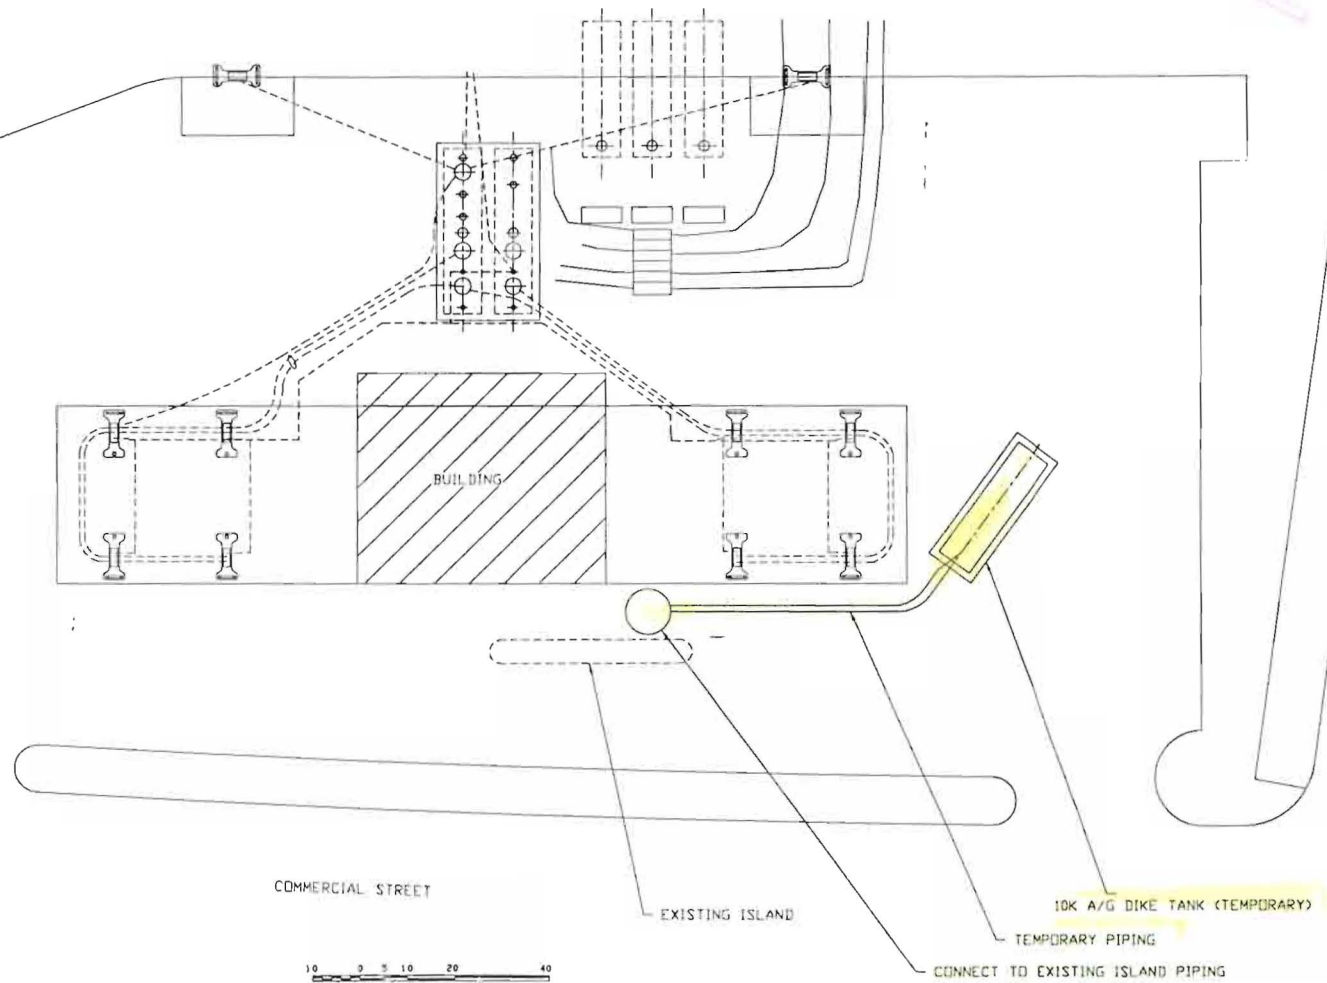 BUILDING
COMMERCIAL STREET
EXISTING ISLAND
10K A/G DIKE TANK (TEMPORARY)
TEMPORARY PIPING
CONNECT TO EXISTING ISLAND PIPING
10 0 5 10 20 40